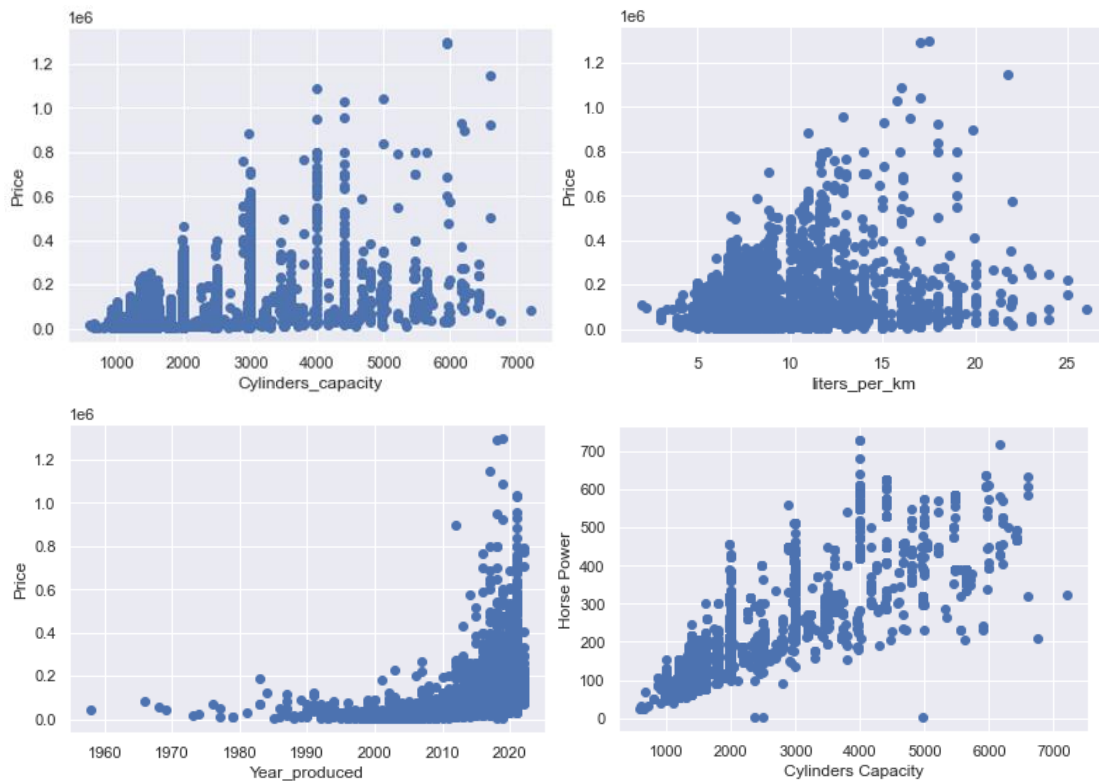 1e6
1.2
1.0
0.8
0.6
0.4
0.2
0.0
Price
1000 2000 3000 4000 5000 6000 7000
Cylinders_capacity
1e6
1.2
1.0
0.8
0.6
0.4
0.2
0.0
Price
5 10 15 20 25
liters_per_km
1e6
1.2
1.0
0.8
0.6
0.4
0.2
0.0
Price
1960 1970 1980 1990 2000 2010 2020
Year_produced
700
600
500
400
300
200
100
0
Horse Power
1000 2000 3000 4000 5000 6000 7000
Cylinders Capacity